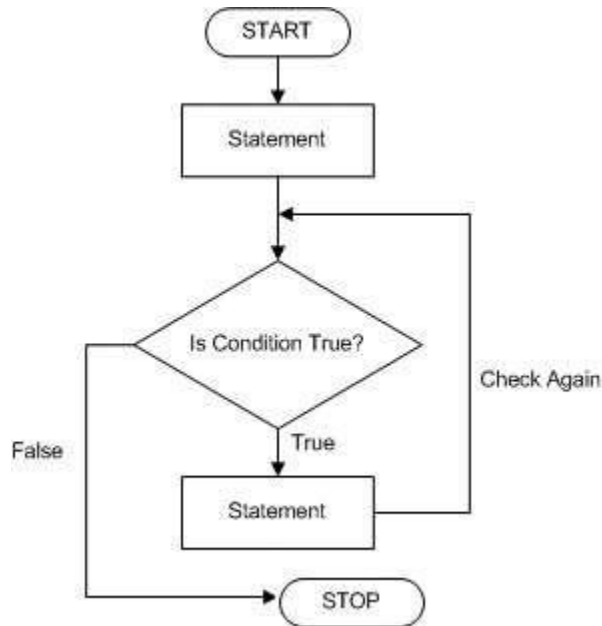 START
Statement
Is Condition True?
Check Again
True
False
Statement
STOP